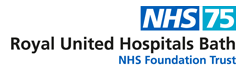 NHS 75
Royal United Hospitals Bath
NHS Foundation Trust